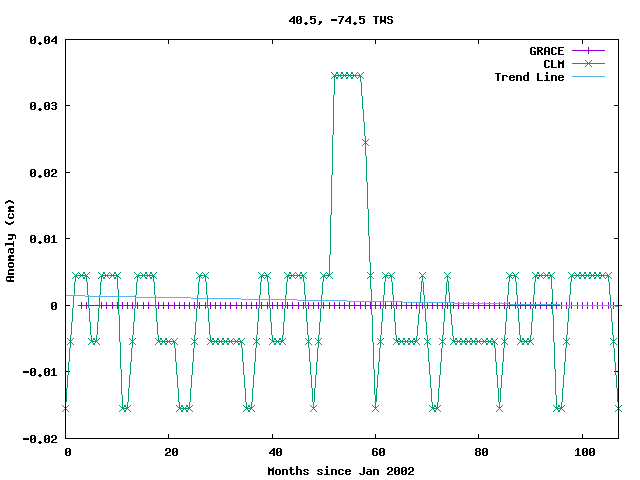 40.5, -74.5 TWS
GRACE
CLM
Trend Line
0.04
0.03
0.02
0.01
0
-0.01
-0.02
Anomaly (cm)
0 20 40 60 80 100
Months since Jan 2002